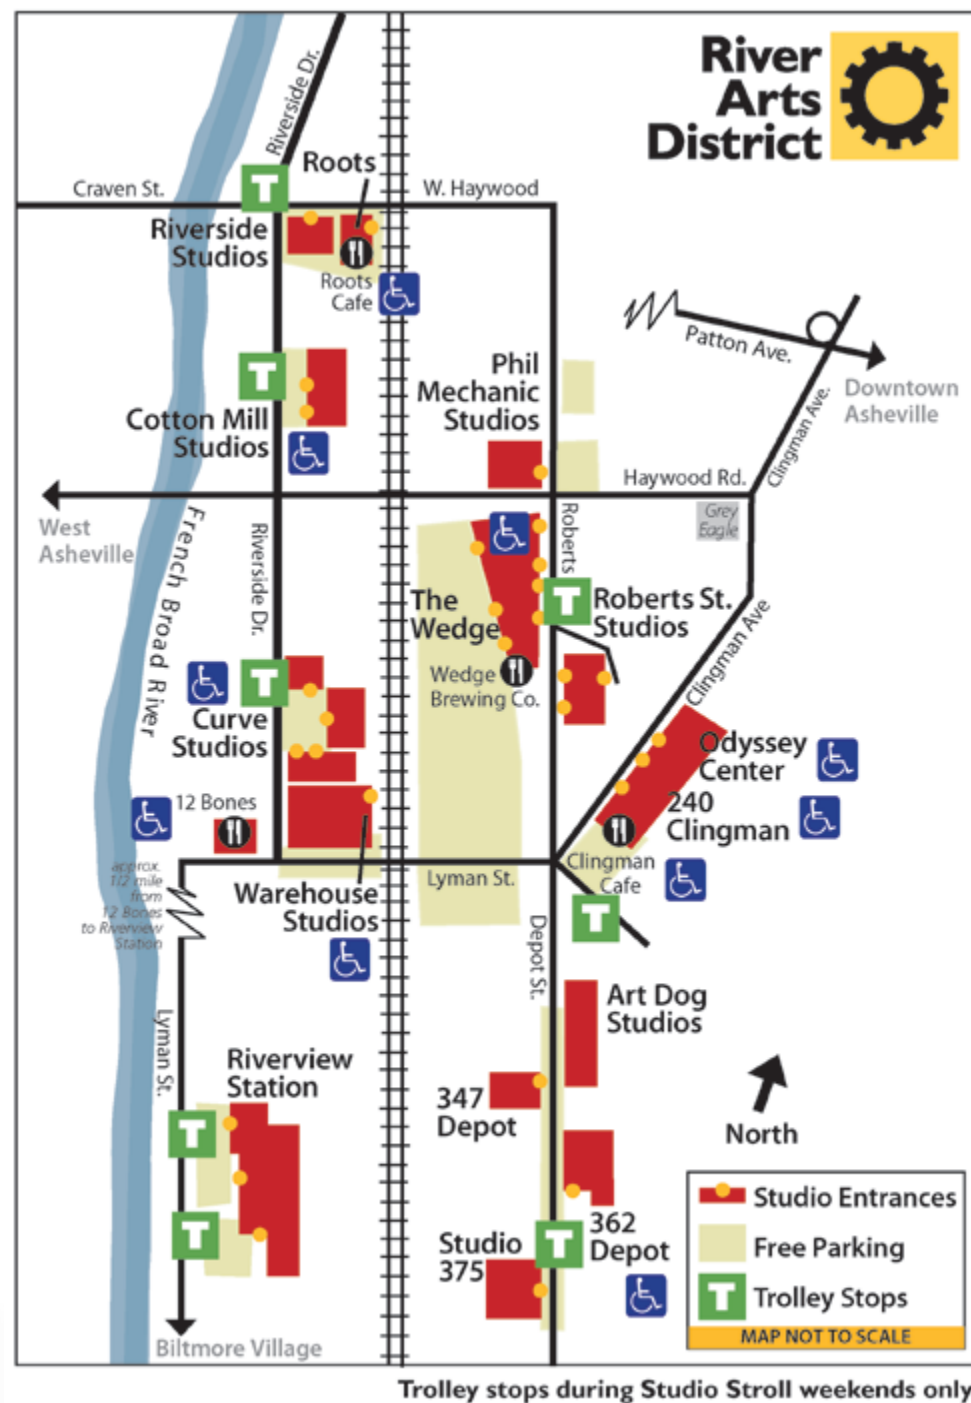 River
Arts
District
Riverside Dr.
Roots
Craven St.
W. Haywood
T
Riverside
Studios
Roots
Cafe
Patton Ave.
Downtown
Asheville
Clingman Ave.
T
Cotton Mill
Studios
Phil
Mechanic
Studios
Haywood Rd.
Grey
Eagle
West
Asheville
French Broad River
Riverside Dr.
Roberts
The
Wedge
T
Roberts St.
Studios
Wedge
Brewing Co.
Clingman Ave
T
Curve
Studios
Odyssey
Center
12 Bones
240
Clingman
approx.
1/2 mile
from
12 Bones
to Riverview
Station
Lyman St.
Clingman
Cafe
Warehouse
Studios
T
Depot St.
Art Dog
Studios
Lyman St.
Riverview
Station
347
Depot
North
T
T
362
Depot
T
Studio
375
Studio Entrances
Free Parking
T
Trolley Stops
MAP NOT TO SCALE
Biltmore Village
Trolley stops during Studio Stroll weekends only